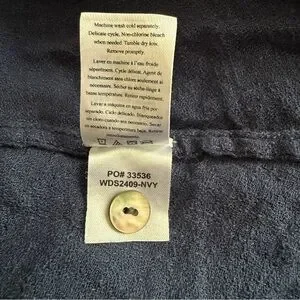 Machine wash cold separately.
Delicate cycle. Non-chlorine bleach
when needed. Tumble dry low.
Remove promptly.
Laver en machine à l'eau froide
séparément. Cycle délicat. Agent de
blanchiment sans chlore seulement si
nécessaire. Sécher au sèche-linge à
basse température. Retirer rapidement.
Lavar a máquina en agua fría por
separado. Ciclo delicado. Blanqueador
sin cloro cuando sea necesario. Secar
en secadora a temperatura baja. Retirar
PO# 33536
WDS2409-NVY